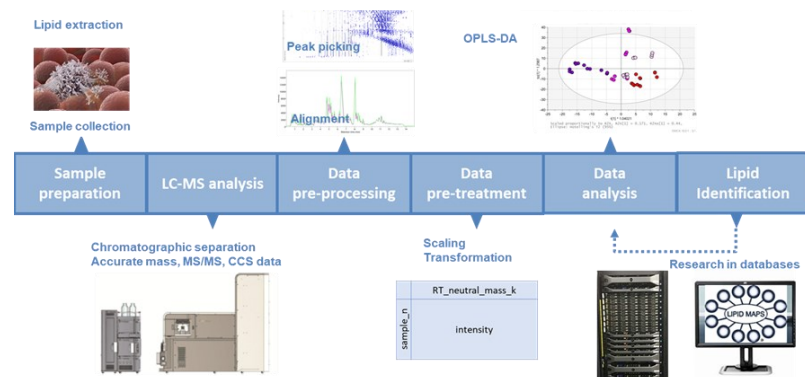 Lipid extraction
Sample collection
Peak picking
Alignment
OPLS-DA
Sample
preparation
LC-MS analysis
Data
pre-processing
Data
pre-treatment
Data
analysis
Lipid
Identification
Chromatographic separation
Accurate mass, MS/MS, CCS data
Scaling
Transformation
RT_neutral_mass_k
sample_n
intensity
Research in databases
LIPID MAPS